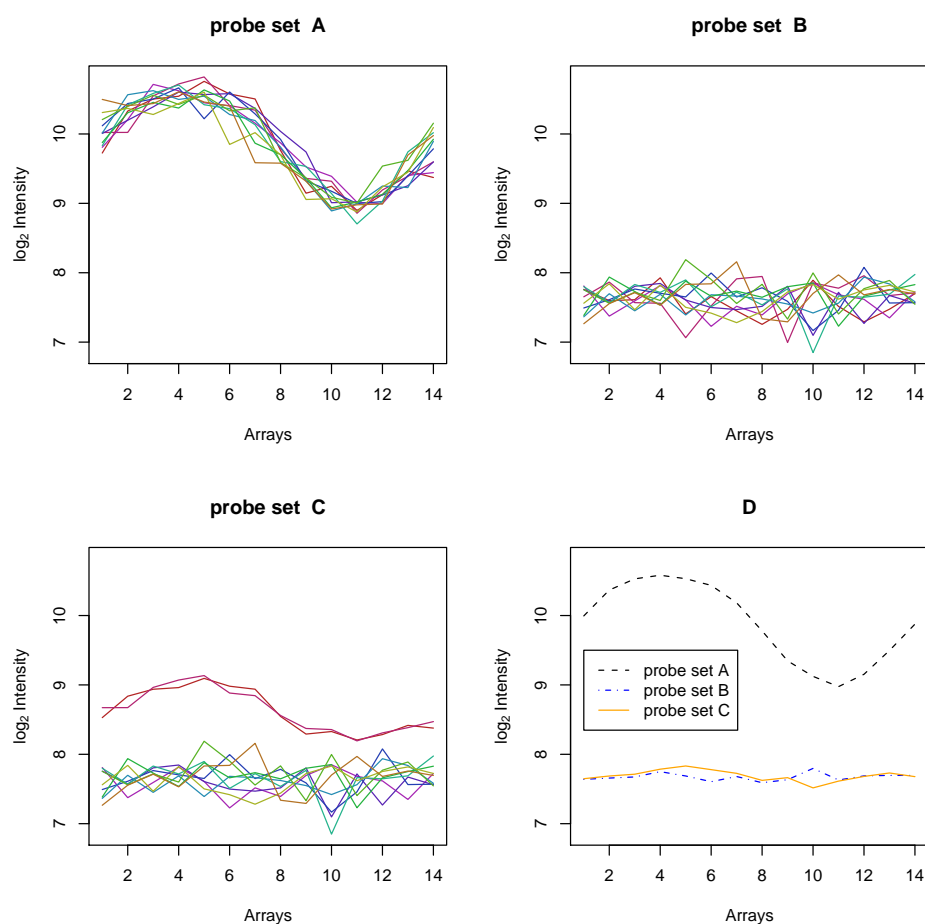 probe set A
log2 Intensity
10
9
8
7
2 4 6 8 10 12 14
Arrays
probe set B
log2 Intensity
10
9
8
7
2 4 6 8 10 12 14
Arrays
probe set C
log2 Intensity
10
9
8
7
2 4 6 8 10 12 14
Arrays
D
log2 Intensity
10
9
8
7
probe set A
probe set B
probe set C
2 4 6 8 10 12 14
Arrays